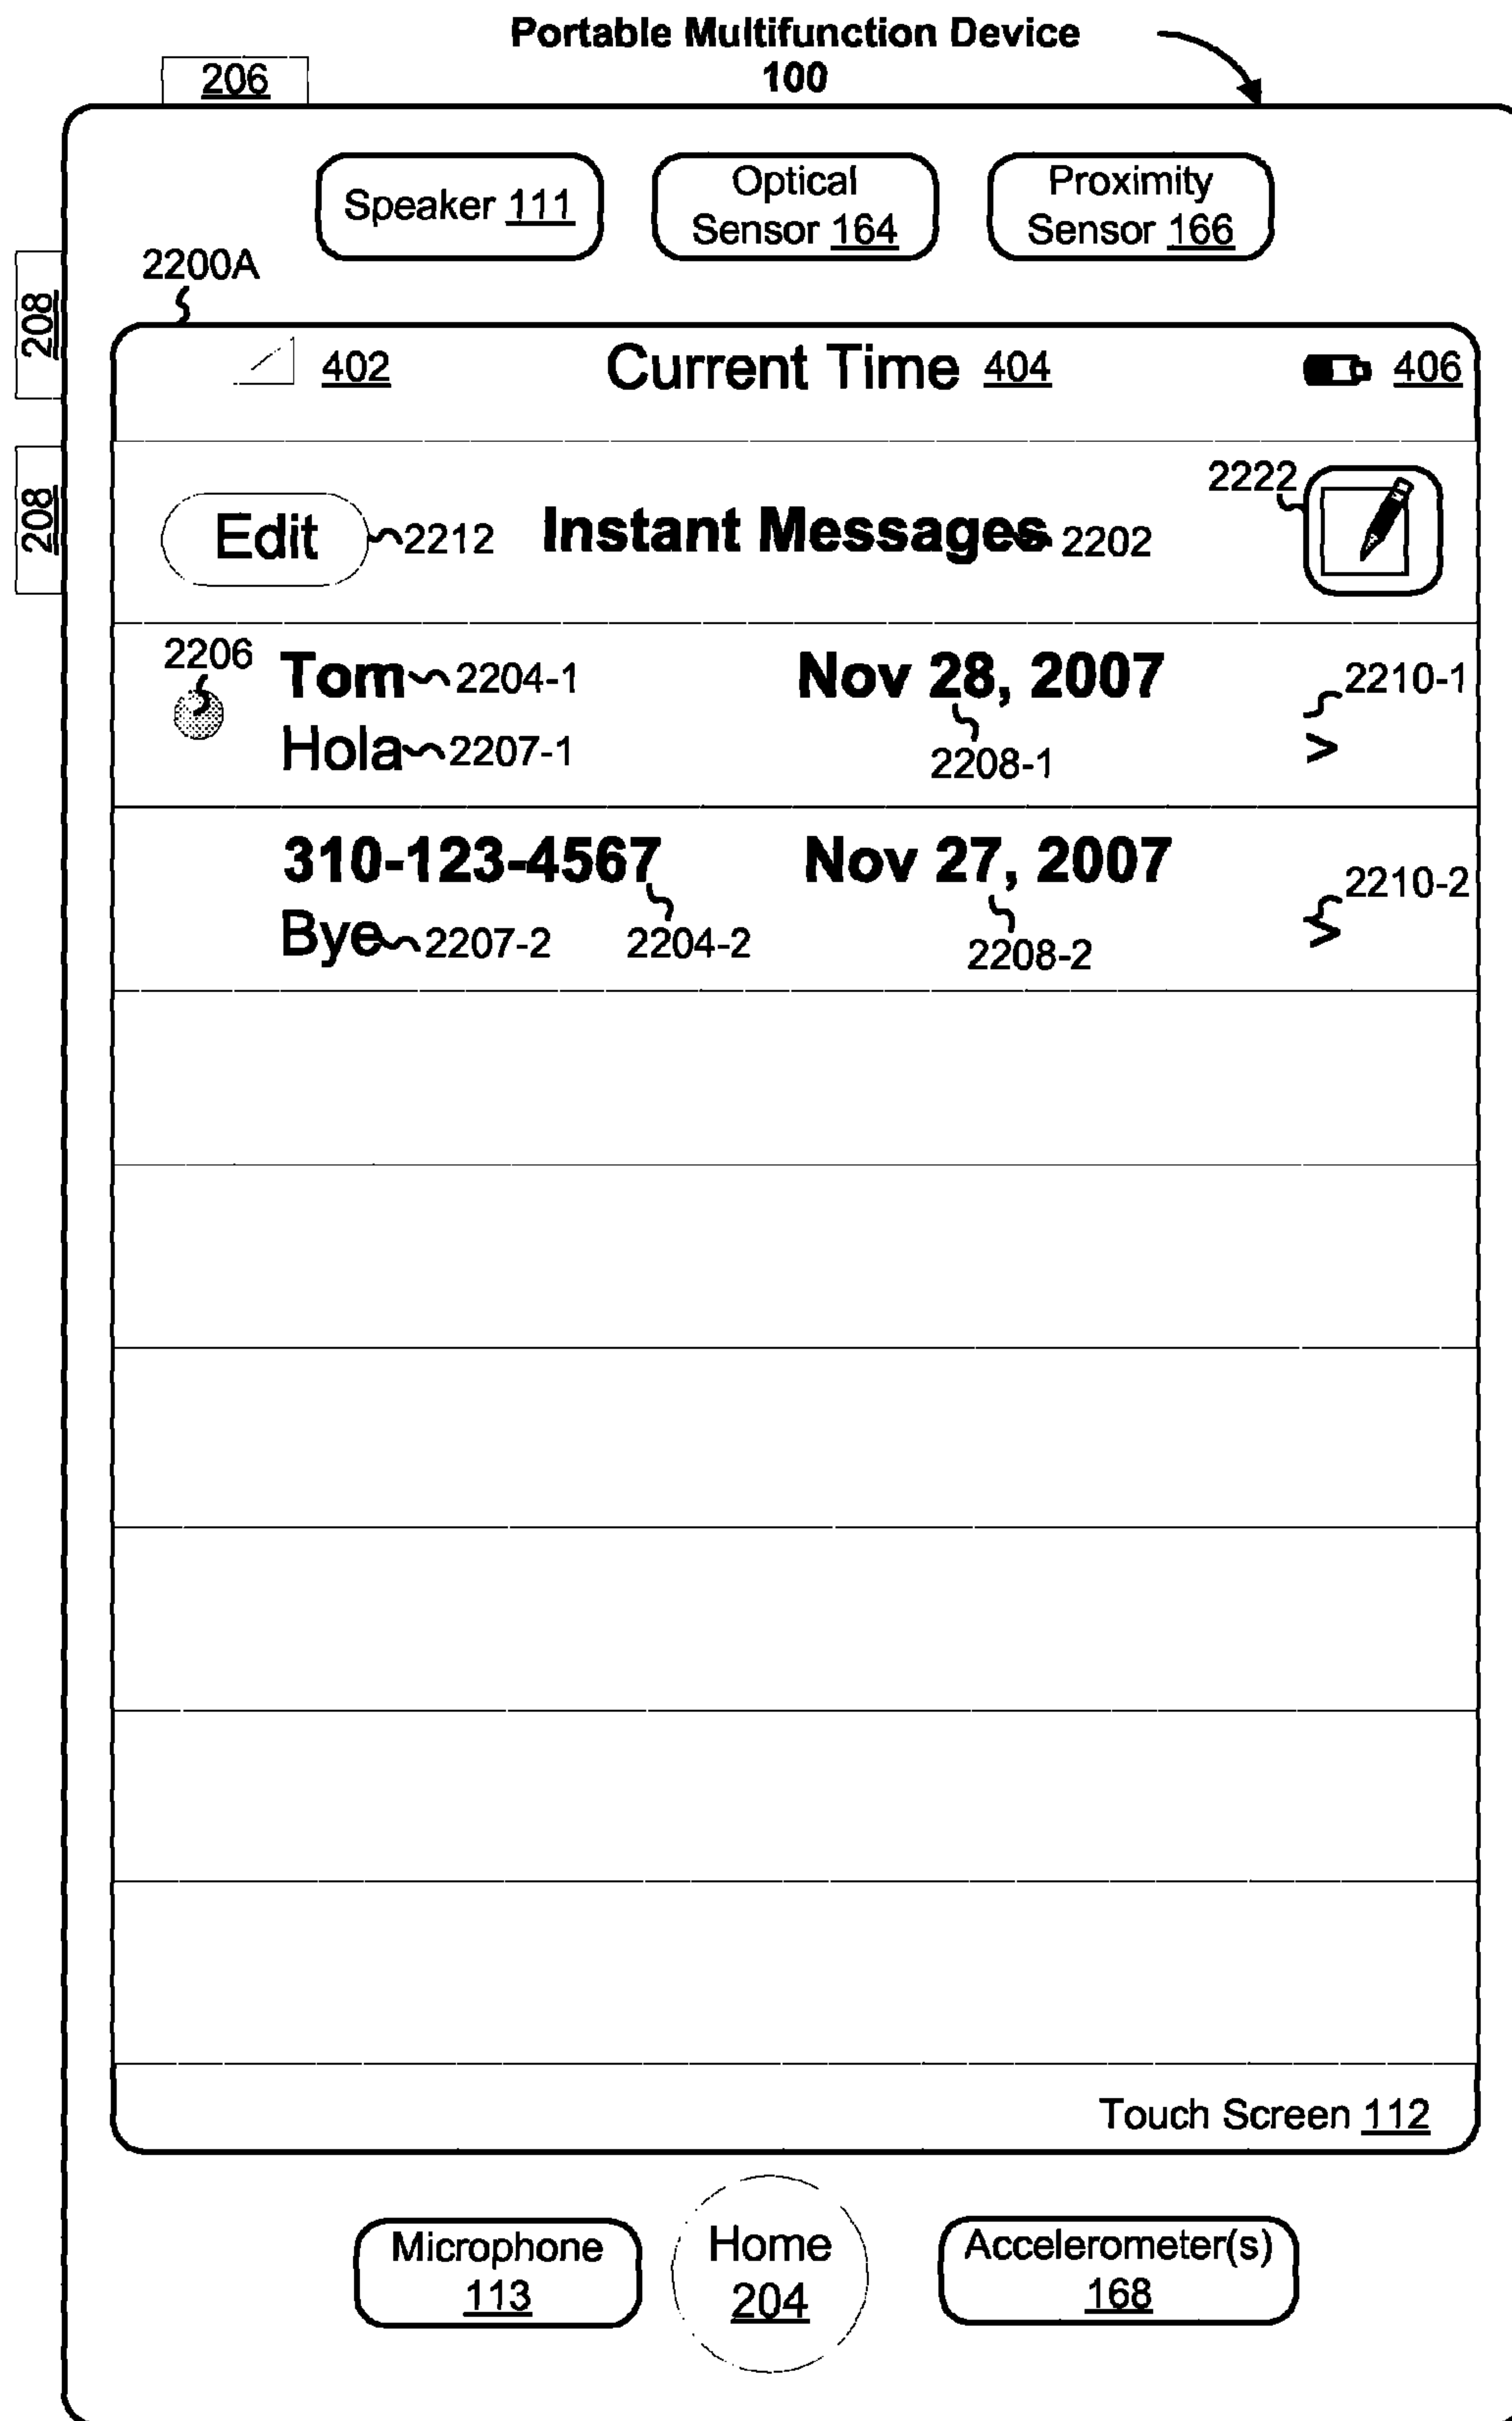 Portable Multifunction Device
100
206
Speaker 111
Optical
Sensor 164
Proximity
Sensor 166
2200A
208
402
Current Time 404
406
208
Edit
2212
Instant Messages
2202
2222
2206
Tom
2204-1
Nov 28, 2007
2210-1
Hola
2207-1
2208-1
>
310-123-4567
Nov 27, 2007
2210-2
Bye
2207-2
2204-2
2208-2
>
Touch Screen 112
Microphone
113
Home
204
Accelerometer(s)
168